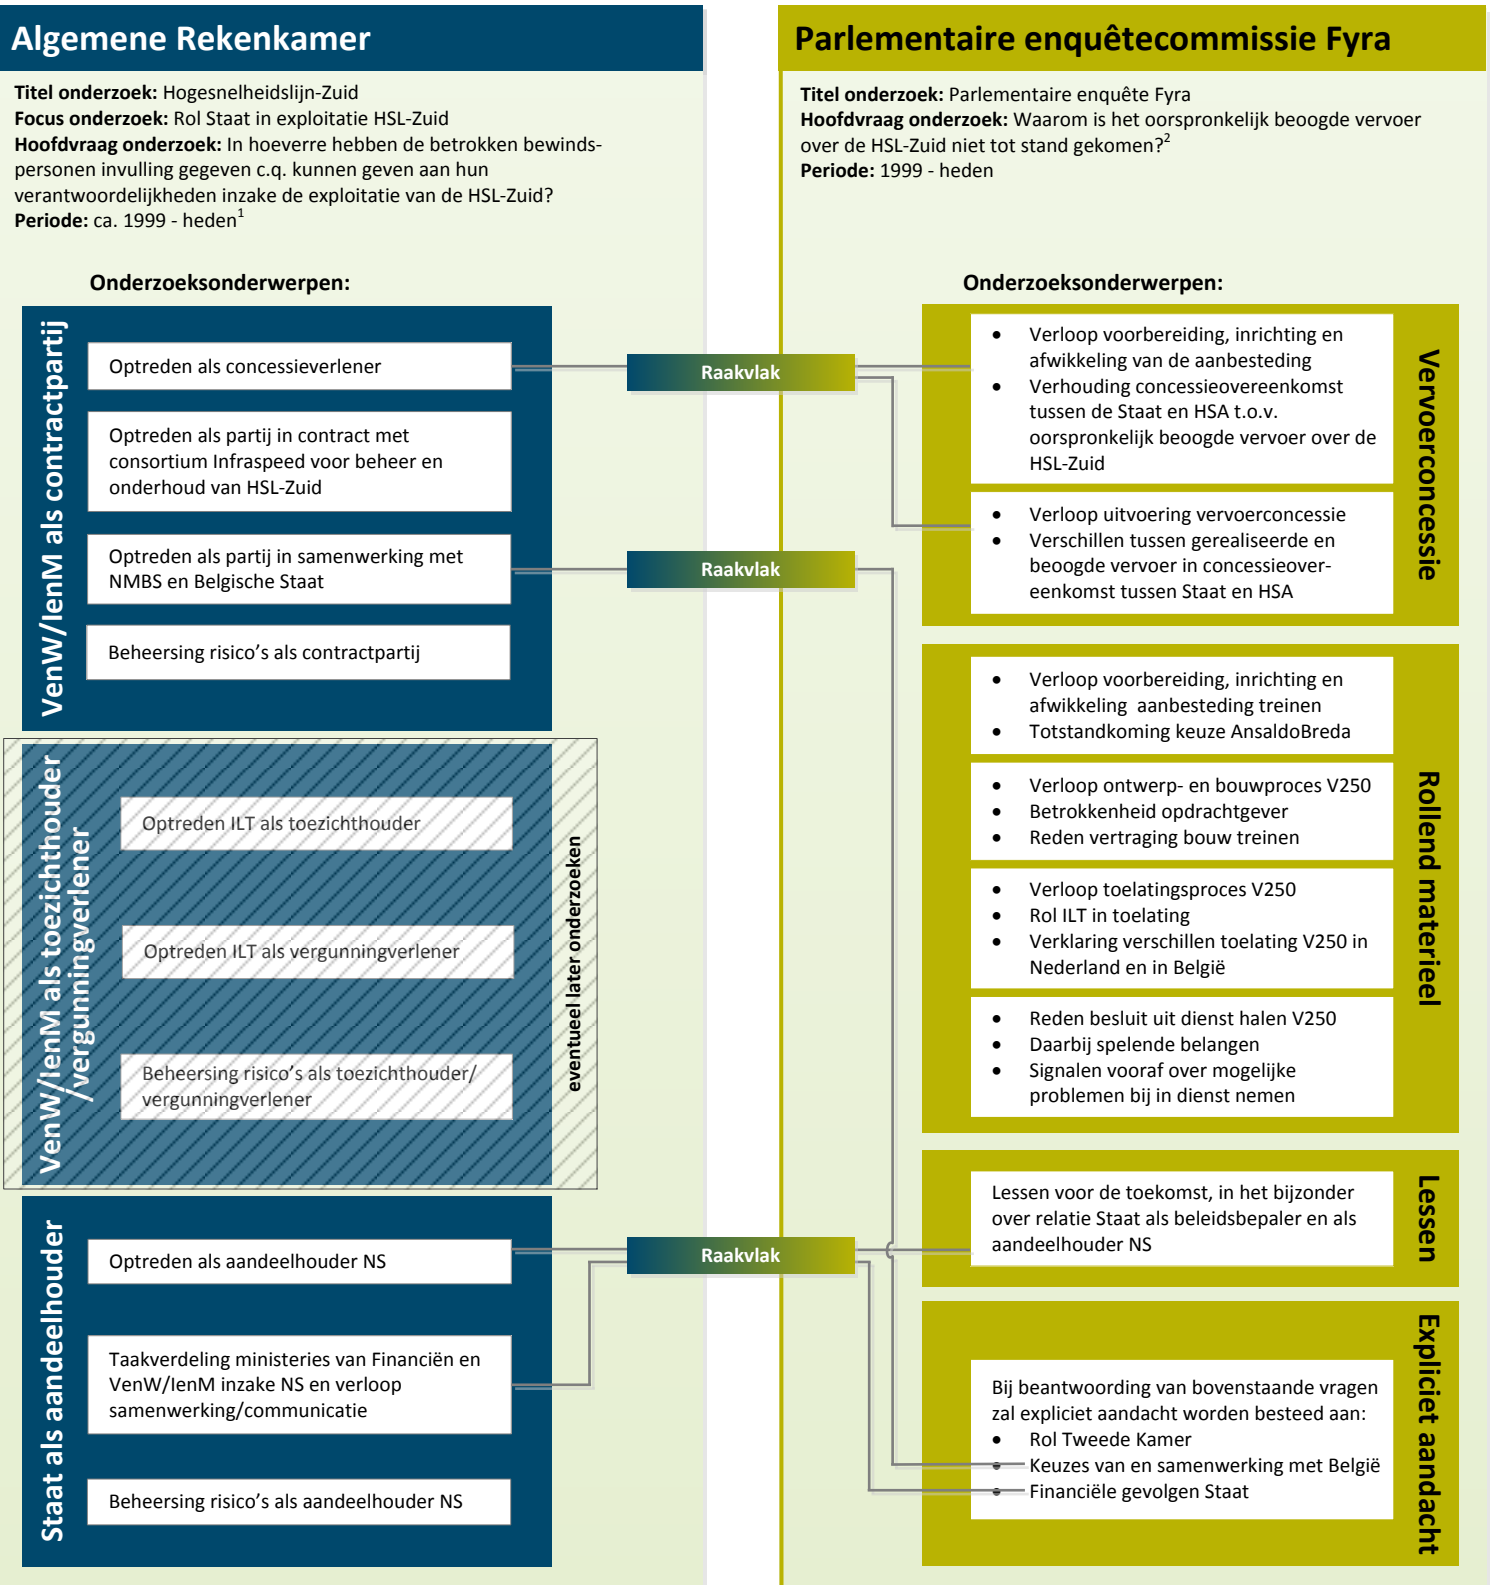 Algemene Rekenkamer
Titel onderzoek: Hogesnelheidslijn-Zuid
Focus onderzoek: Rol Staat in exploitatie HSL-Zuid
Hoofdvraag onderzoek: In hoeverre hebben de betrokken bewinds-
personen invulling gegeven c.q. kunnen geven aan hun
verantwoordelijkheden inzake de exploitatie van de HSL-Zuid?
Periode: ca. 1999 - heden1
Onderzoeksonderwerpen:
VenW/IenM als contractpartij
Optreden als concessieverlener
Optreden als partij in contract met
consortium Infraspeed voor beheer en
onderhoud van HSL-Zuid
Optreden als partij in samenwerking met
NMBS en Belgische Staat
Beheersing risico's als contractpartij
VenW/IenM als toezichthouder
/vergunningverlener
Optreden ILT als toezichthouder
Optreden ILT als vergunningverlener
Beheersing risico's als toezichthouder/
vergunningverlener
eventueel later onderzoeken
Staat als aandeelhouder
Optreden als aandeelhouder NS
Taakverdeling ministeries van Financiën en
VenW/IenM inzake NS en verloop
samenwerking/communicatie
Beheersing risico's als aandeelhouder NS
Raakvlak
Raakvlak
Raakvlak
Parlementaire enquêtecommissie Fyra
Titel onderzoek: Parlementaire enquête Fyra
Hoofdvraag onderzoek: Waarom is het oorspronkelijk beoogde vervoer
over de HSL-Zuid niet tot stand gekomen?2
Periode: 1999 - heden
Onderzoeksonderwerpen:
• Verloop voorbereiding, inrichting en
afwikkeling van de aanbesteding
• Verhouding concessieovereenkomst
tussen de Staat en HSA t.o.v.
oorspronkelijk beoogde vervoer over de
HSL-Zuid
• Verloop uitvoering vervoerconcessie
• Verschillen tussen gerealiseerde en
beoogde vervoer in concessieover-
eenkomst tussen Staat en HSA
Vervoerconcessie
• Verloop voorbereiding, inrichting en
afwikkeling aanbesteding treinen
• Totstandkoming keuze AnsaldoBreda
• Verloop ontwerp- en bouwproces V250
• Betrokkenheid opdrachtgever
• Reden vertraging bouw treinen
• Verloop toelatingsproces V250
• Rol ILT in toelating
• Verklaring verschillen toelating V250 in
Nederland en in België
• Reden besluit uit dienst halen V250
• Daarbij spelende belangen
• Signalen vooraf over mogelijke
problemen bij in dienst nemen
Rollend materieel
Lessen voor de toekomst, in het bijzonder
over relatie Staat als beleidsbepaler en als
aandeelhouder NS
Lessen
Bij beantwoording van bovenstaande vragen
zal expliciet aandacht worden besteed aan:
• Rol Tweede Kamer
• Keuzes van en samenwerking met België
• Financiële gevolgen Staat
Expliciet aandacht